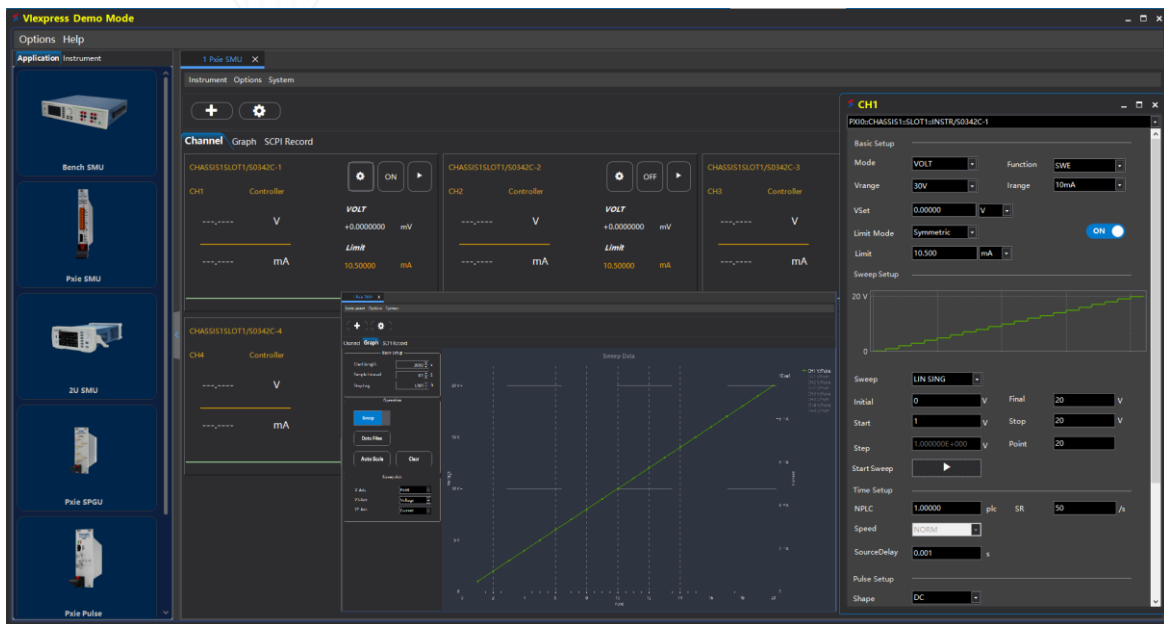 VIexpress Demo Mode
Options Help
Application Instrument
Bench SMU
Pxie SMU
2U SMU
Pxie SPGU
Pxie Pulse
1 Pxie SMU X
Instrument Options System
Channel Graph SCPI Record
CHASSIS1SLOT1/S0342C-1
CH1 Controller
ON
---,---- V
---,---- mA
VOLT
+0.0000000 mV
Limit
10.50000 mA
CHASSIS1SLOT1/S0342C-2
CH2 Controller
OFF
---,---- V
---,---- mA
VOLT
+0.0000000 mV
Limit
10.50000 mA
CHASSIS1SLOT1/S0342C-3
CH3 Controller
---,---- V
---,---- mA
CHASSIS1SLOT1/S0342C-4
CH4 Controller
---,---- V
---,---- mA
Channel Graph SCPI Record
Sweep
Data Files
Auto Scale Clear
Sweep Data
CH1
PXI0::CHASSIS1::SLOT1::INSTR/S0342C-1
Basic Setup
Mode VOLT Function SWE
Vrange 30V Irange 10mA
VSet 0.00000 V
Limit Mode Symmetric ON
Limit 10.500 mA
Sweep Setup
20 V
0
Sweep LIN SING
Initial 0 V Final 20 V
Start 1 V Stop 20 V
Step 1.000000E+000 V Point 20
Start Sweep
Time Setup
NPLC 1.00000 plc SR 50 /s
Speed NORM
SourceDelay 0.001 s
Pulse Setup
Shape DC